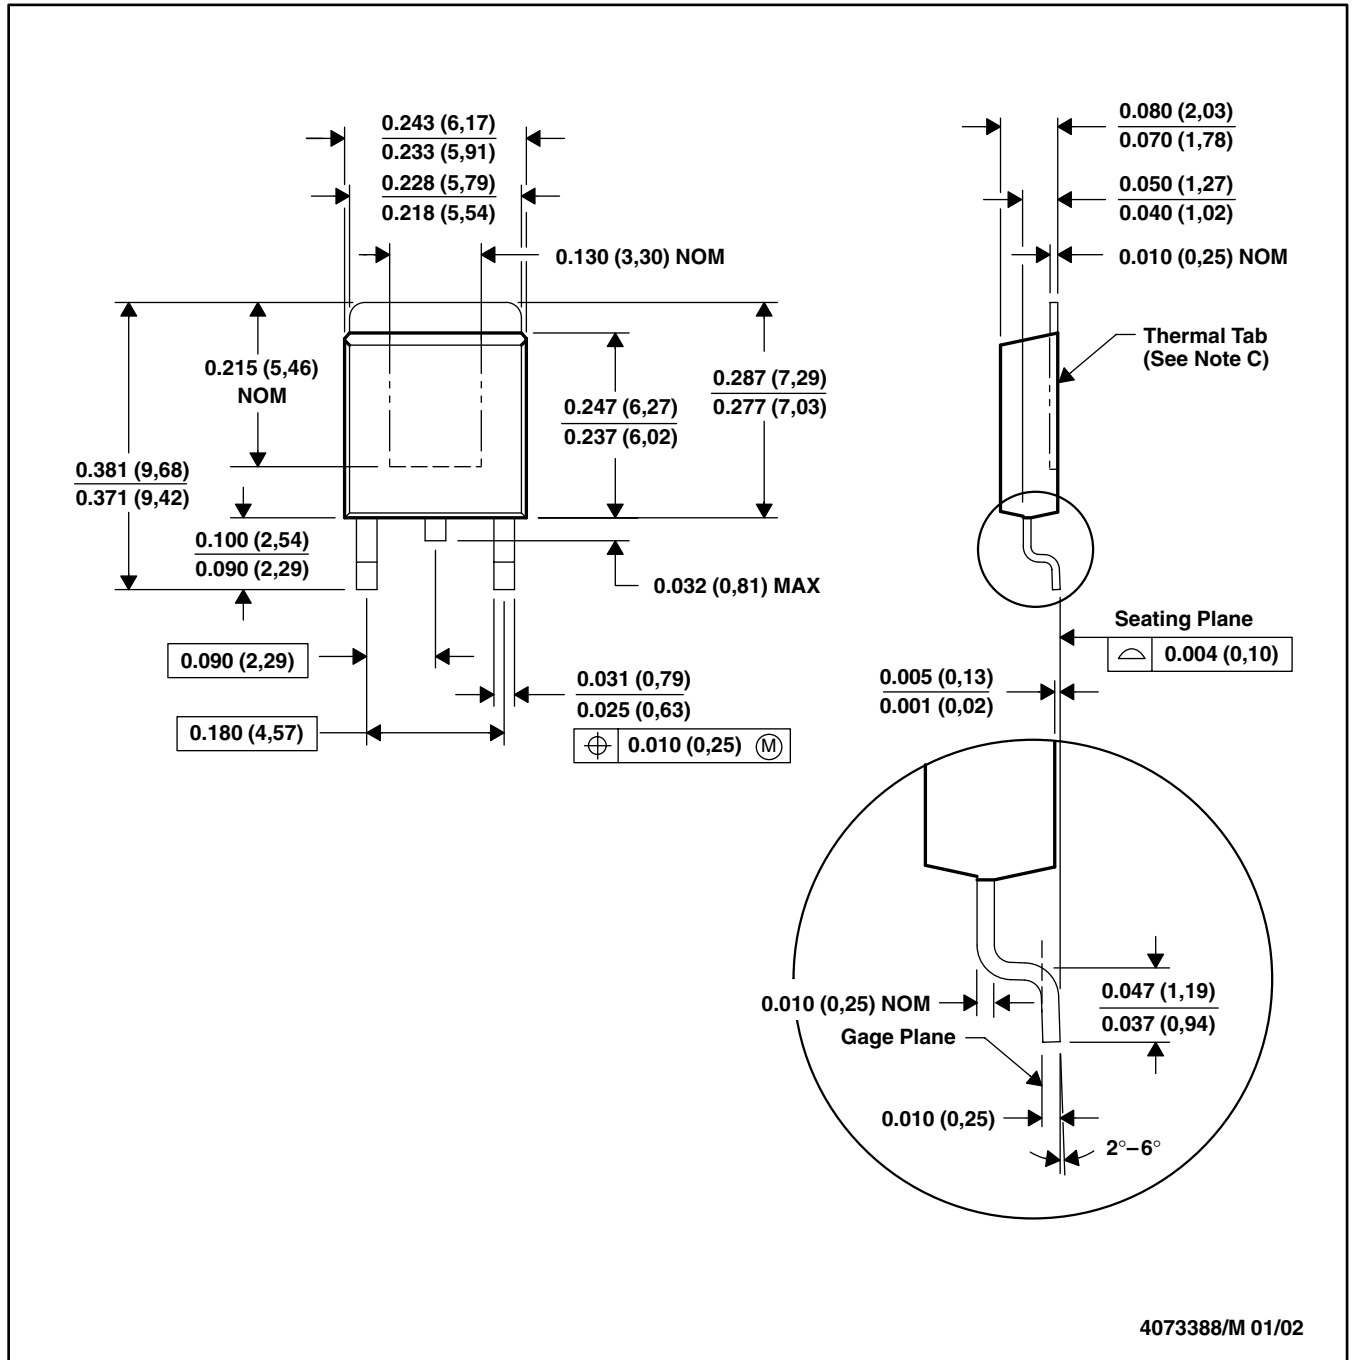 0.243 (6,17)
0.233 (5,91)
0.228 (5,79)
0.218 (5,54)
0.130 (3,30) NOM
0.215 (5,46)
NOM
0.247 (6,27)
0.237 (6,02)
0.287 (7,29)
0.277 (7,03)
0.381 (9,68)
0.371 (9,42)
0.100 (2,54)
0.090 (2,29)
0.032 (0,81) MAX
0.090 (2,29)
0.031 (0,79)
0.025 (0,63)
0.180 (4,57)
0.010 (0,25) Ⓜ
0.080 (2,03)
0.070 (1,78)
0.050 (1,27)
0.040 (1,02)
0.010 (0,25) NOM
Thermal Tab
(See Note C)
Seating Plane
0.004 (0,10)
0.005 (0,13)
0.001 (0,02)
0.010 (0,25) NOM
0.047 (1,19)
0.037 (0,94)
Gage Plane
0.010 (0,25)
2°–6°
4073388/M 01/02